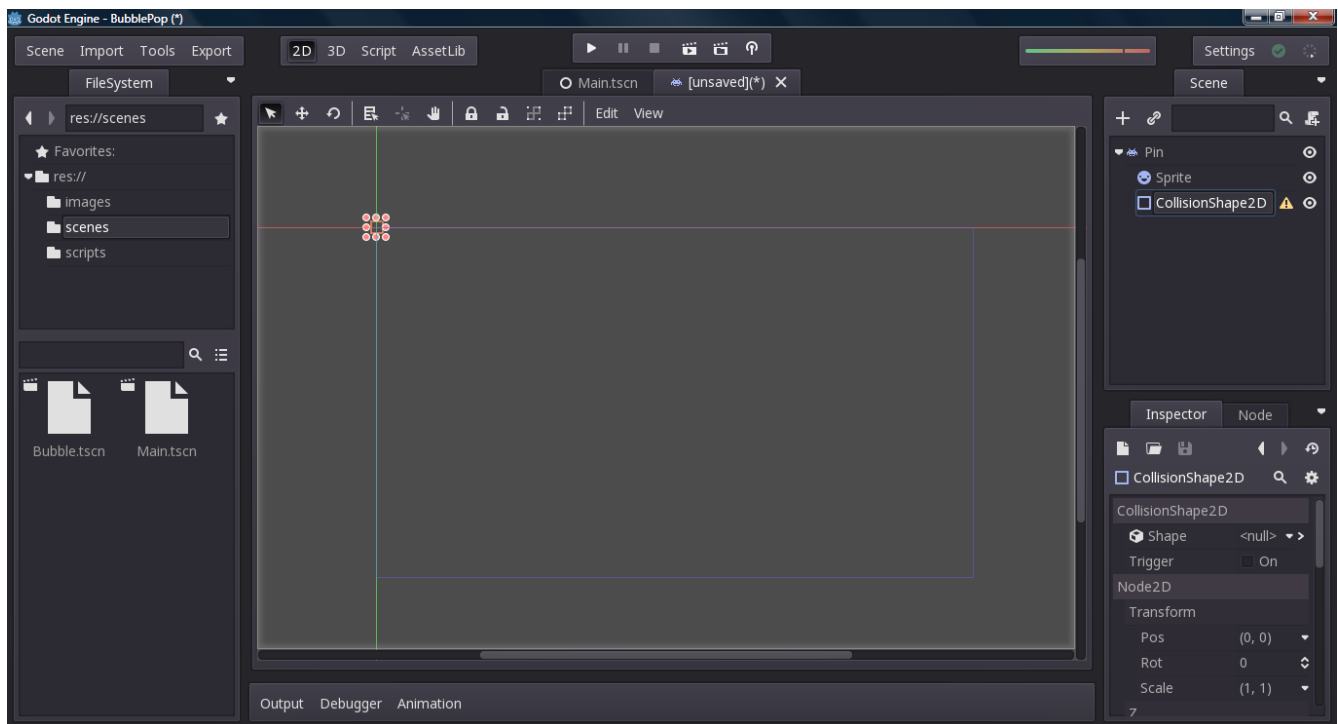 Godot Engine - BubblePop (*)
Scene Import Tools Export
2D 3D Script AssetLib
Settings
FileSystem
Main.tscn
[unsaved](*)
Scene
res://scenes
Edit View
Favorites:
res://
images
scenes
scripts
Pin
Sprite
CollisionShape2D
Bubble.tscn
Main.tscn
Inspector Node
CollisionShape2D
CollisionShape2D
Shape <null>
Trigger On
Node2D
Transform
Pos (0, 0)
Rot 0
Scale (1, 1)
Z
Output Debugger Animation